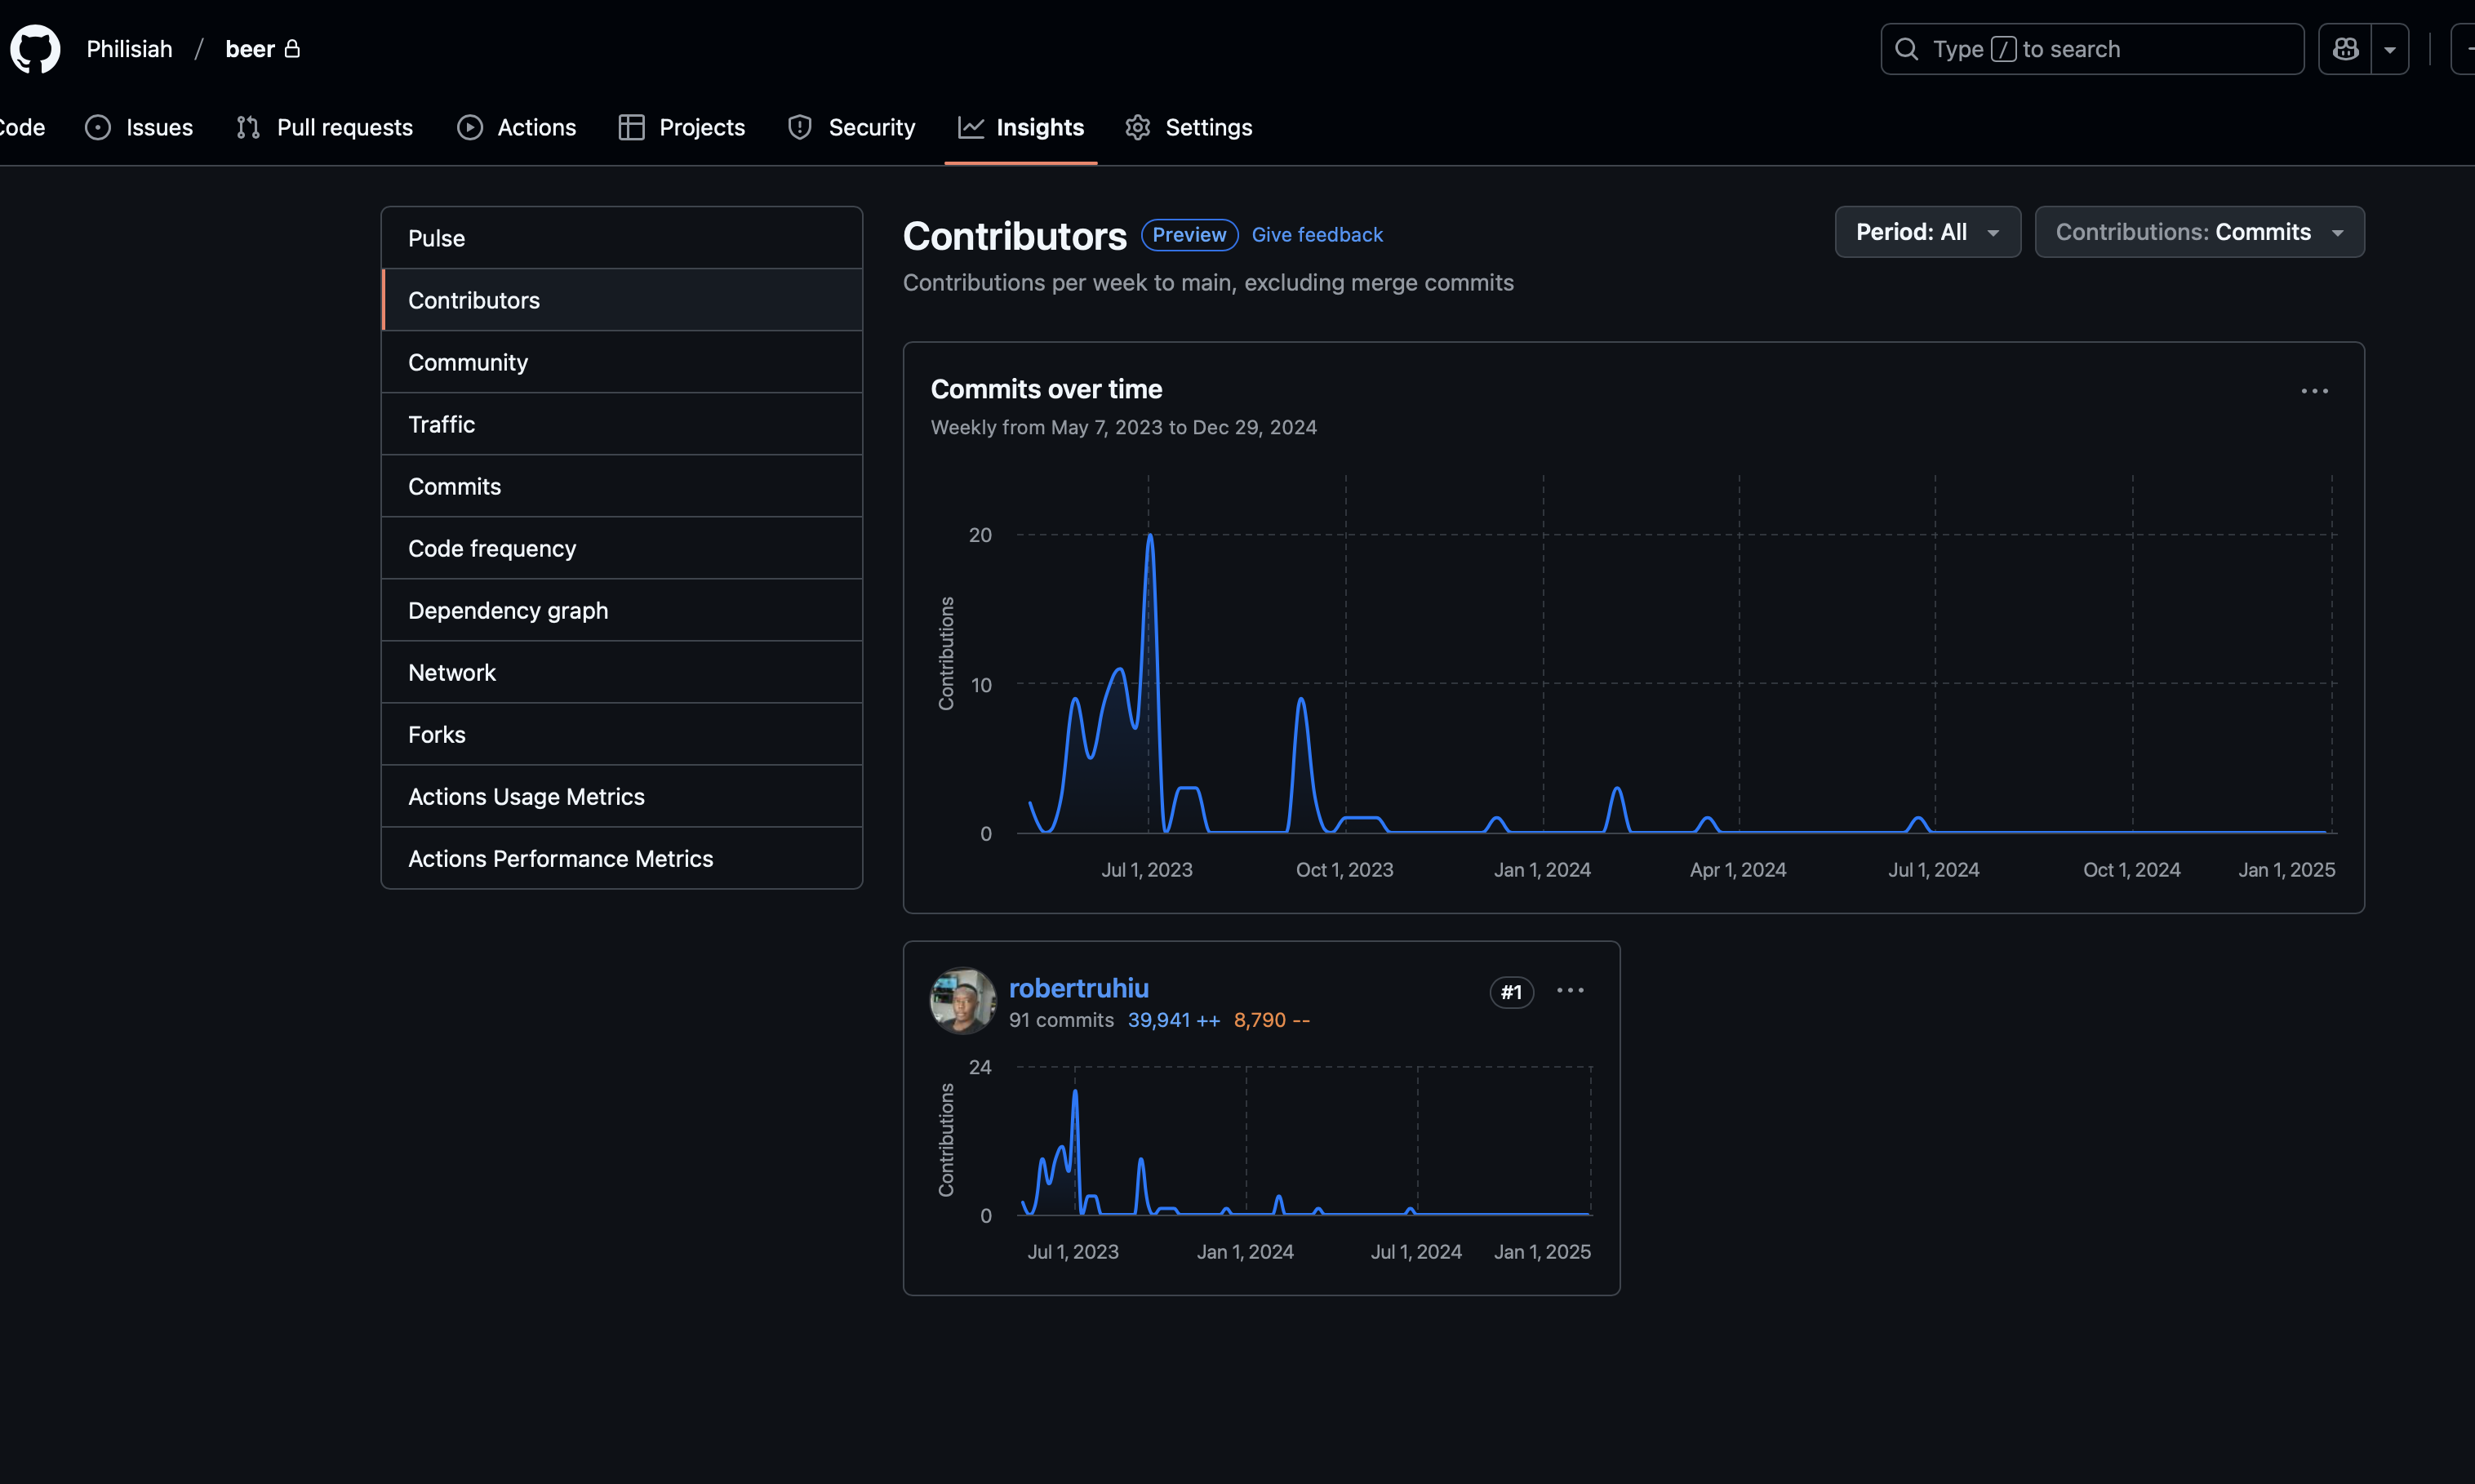 Philisiah / beer
Type / to search
Code
Issues
Pull requests
Actions
Projects
Security
Insights
Settings
Pulse
Contributors
Community
Traffic
Commits
Code frequency
Dependency graph
Network
Forks
Actions Usage Metrics
Actions Performance Metrics
Contributors Preview Give feedback
Period: All
Contributions: Commits
Contributions per week to main, excluding merge commits
Commits over time
Weekly from May 7, 2023 to Dec 29, 2024
Contributions
20
10
0
Jul 1, 2023 Oct 1, 2023 Jan 1, 2024 Apr 1, 2024 Jul 1, 2024 Oct 1, 2024 Jan 1, 2025
robertruhiu
#1
91 commits 39,941 ++ 8,790 --
Contributions
24
0
Jul 1, 2023 Jan 1, 2024 Jul 1, 2024 Jan 1, 2025